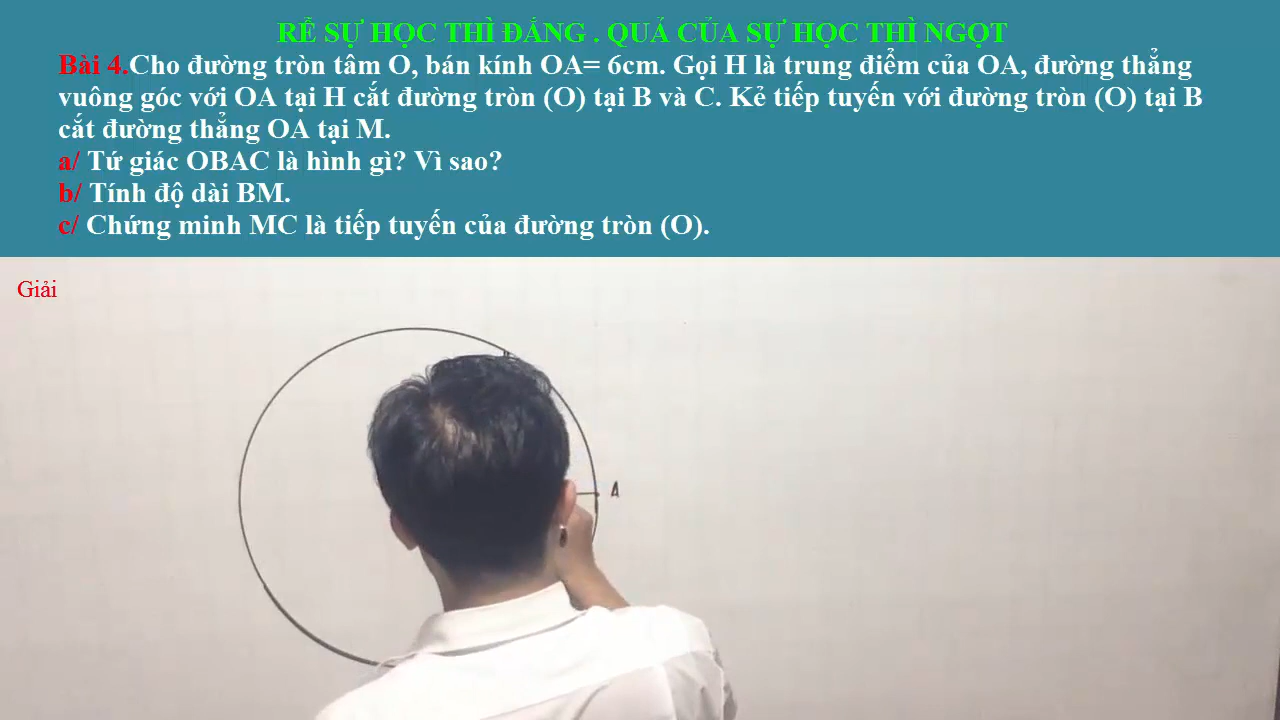 RỄ SỰ HỌC THÌ ĐẮNG . QUẢ CỦA SỰ HỌC THÌ NGỌT
Bài 4.Cho đường tròn tâm O, bán kính OA= 6cm. Gọi H là trung điểm của OA, đường thẳng
vuông góc với OA tại H cắt đường tròn (O) tại B và C. Kẻ tiếp tuyến với đường tròn (O) tại B
cắt đường thẳng OA tại M.
a/ Tứ giác OBAC là hình gì? Vì sao?
b/ Tính độ dài BM.
c/ Chứng minh MC là tiếp tuyến của đường tròn (O).
Giải
A